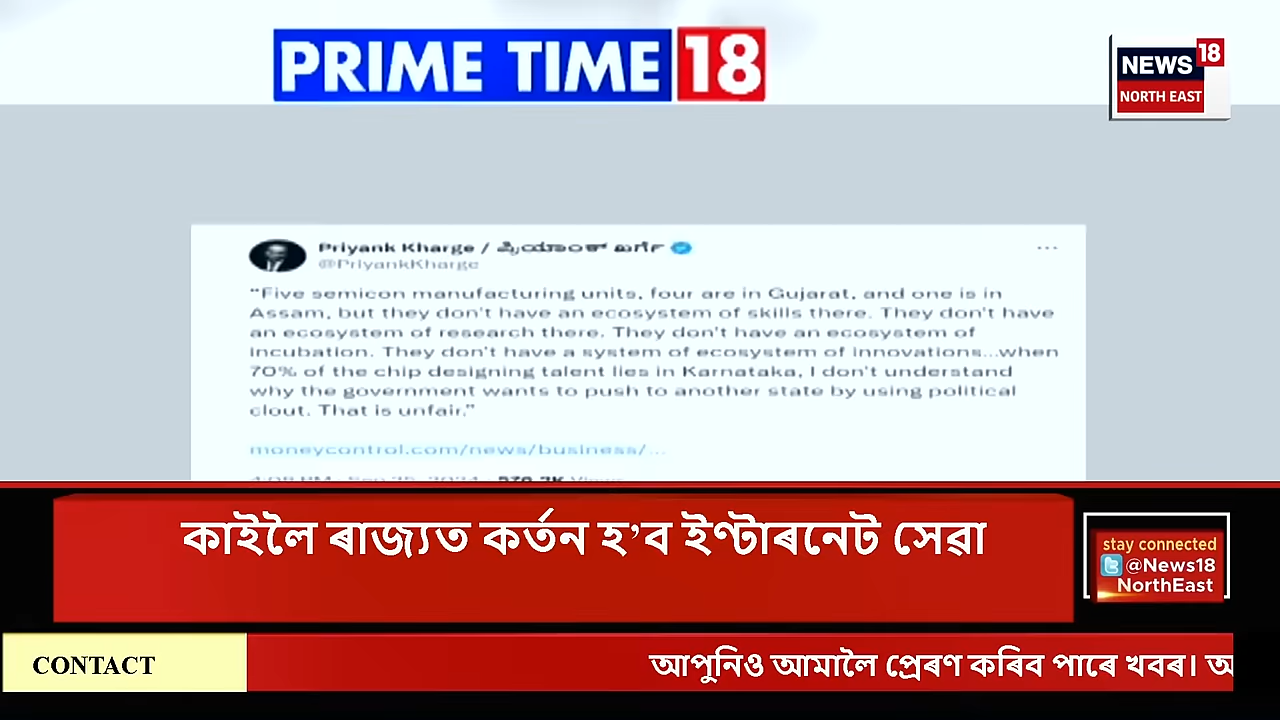 PRIME TIME 18
NEWS 18
NORTH EAST
Priyank Kharge / ಪ್ರಿಯಾಂಕ್ ಖರ್ಗೆ
@PriyankKharge
“Five semicon manufacturing units, four are in Gujarat, and one is in
Assam, but they don't have an ecosystem of skills there. They don't have
an ecosystem of research there. They don't have an ecosystem of
incubation. They don't have a system of ecosystem of innovations...when
70% of the chip designing talent lies in Karnataka, I don't understand
why the government wants to push to another state by using political
clout. That is unfair.”
moneycontrol.com/news/business/...
কাইলৈ ৰাজ্যত কৰ্তন হ’ব ইণ্টাৰনেট সেৱা
stay connected
@News18
NorthEast
CONTACT
আপুনিও আমালৈ প্ৰেৰণ কৰিব পাৰে খবৰ।